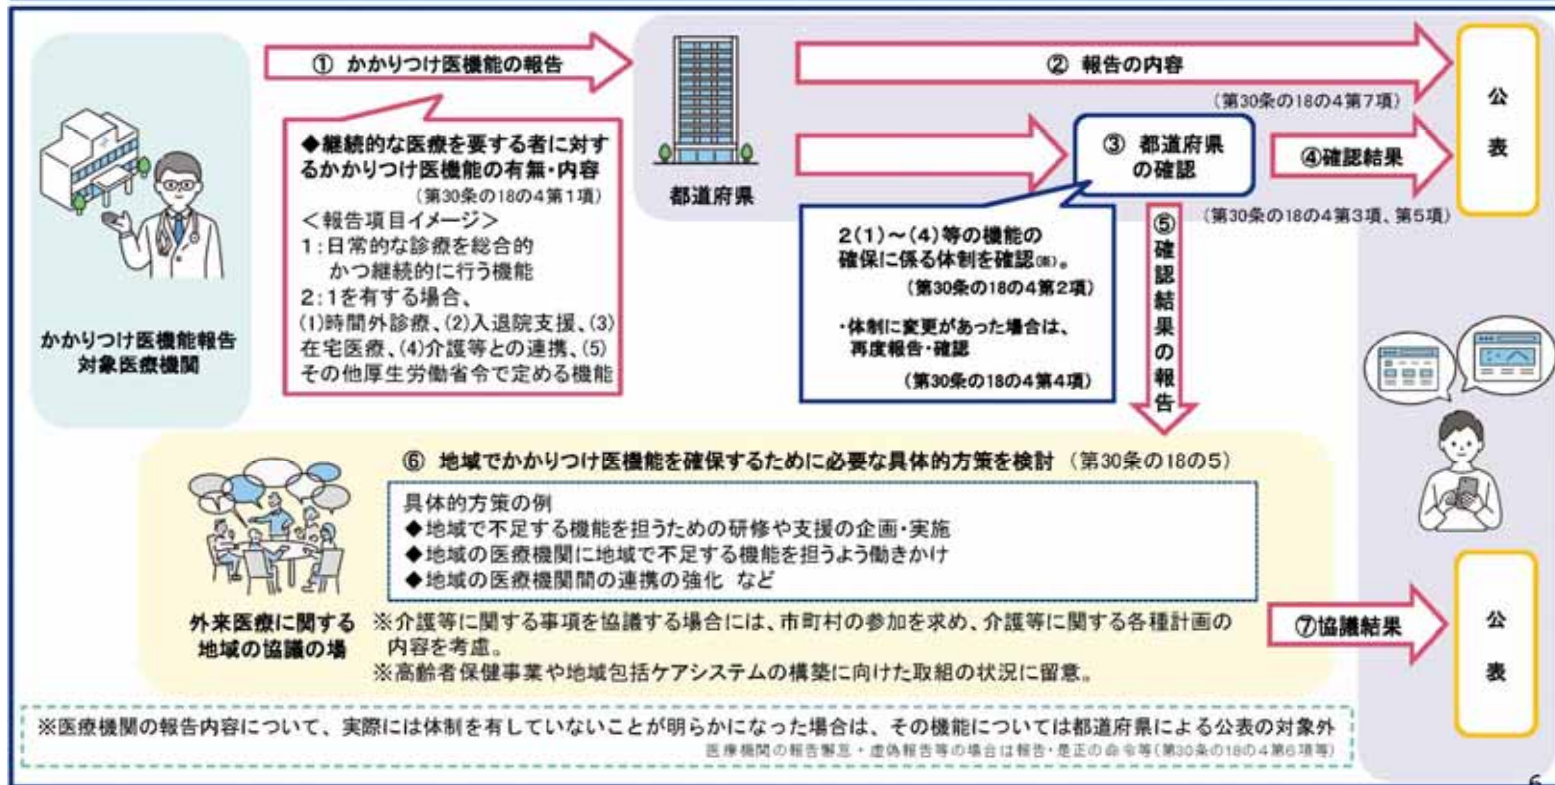 ① かかりつけ医機能の報告
② 報告の内容
(第30条の18の4第7項)
公表
◆継続的な医療を要する者に対す
るかかりつけ医機能の有無・内容
(第30条の18の4第1項)
<報告項目イメージ>
1:日常的な診療を総合的
かつ継続的に行う機能
2:1を有する場合、
(1)時間外診療、(2)入退院支援、(3)
在宅医療、(4)介護等との連携、(5)
その他厚生労働省令で定める機能
かかりつけ医機能報告
対象医療機関
都道府県
③ 都道府県
の確認
④確認結果
(第30条の18の4第3項、第5項)
2(1)~(4)等の機能の
確保に係る体制を確認
。
(第30条の18の4第2項)
・体制に変更があった場合は、
再度報告・確認
(第30条の18の4第4項)
⑤確認結果の報告
⑥ 地域でかかりつけ医機能を確保するために必要な具体的方策を検討 (第30条の18の5)
具体的方策の例
◆地域で不足する機能を担うための研修や支援の企画・実施
◆地域の医療機関に地域で不足する機能を担うよう働きかけ
◆地域の医療機関間の連携の強化 など
外来医療に関する
地域の協議の場
※介護等に関する事項を協議する場合には、市町村の参加を求め、介護等に関する各種計画の
内容を考慮。
※高齢者保健事業や地域包括ケアシステムの構築に向けた取組の状況に留意。
⑦協議結果
公表
※医療機関の報告内容について、実際には体制を有していないことが明らかになった場合は、その機能については都道府県による公表の対象外
医療機関の報告懈怠・虚偽報告等の場合は報告・是正の命令等(第30条の18の4第6項等)
6